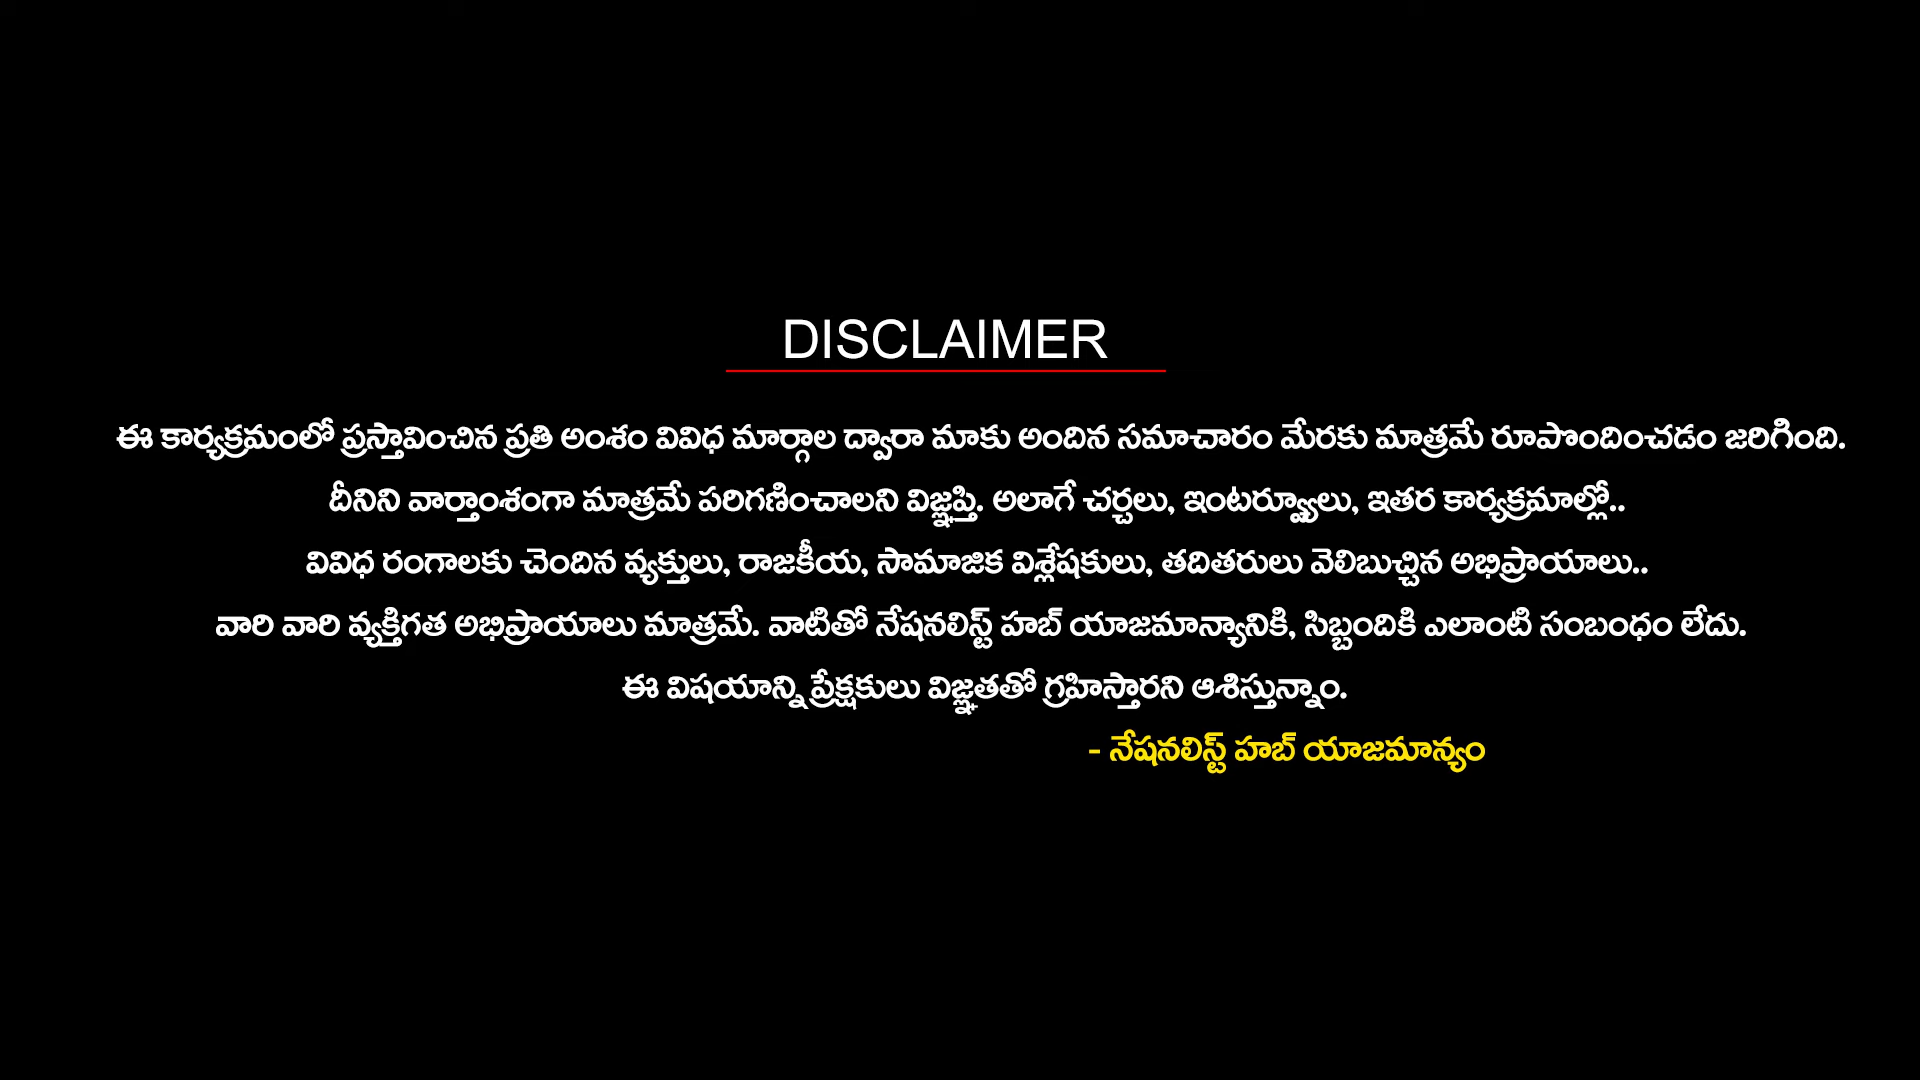 DISCLAIMER
ఈ కార్యక్రమంలో ప్రస్తావించిన ప్రతి అంశం వివిధ మార్గాల ద్వారా మాకు అందిన సమాచారం మేరకు మాత్రమే రూపొందించడం జరిగింది.
దీనిని వార్తాంశంగా మాత్రమే పరిగణించాలని విజ్ఞప్తి. అలాగే చర్చలు, ఇంటర్వ్యూలు, ఇతర కార్యక్రమాల్లో..
వివిధ రంగాలకు చెందిన వ్యక్తులు, రాజకీయ, సామాజిక విశ్లేషకులు, తదితరులు వెలిబుచ్చిన అభిప్రాయాలు..
వారి వారి వ్యక్తిగత అభిప్రాయాలు మాత్రమే. వాటితో నేషనలిస్ట్ హబ్ యాజమాన్యానికి, సిబ్బందికి ఎలాంటి సంబంధం లేదు.
ఈ విషయాన్ని ప్రేక్షకులు విజ్ఞతతో గ్రహిస్తారని ఆశిస్తున్నాం.
- నేషనలిస్ట్ హబ్ యాజమాన్యం